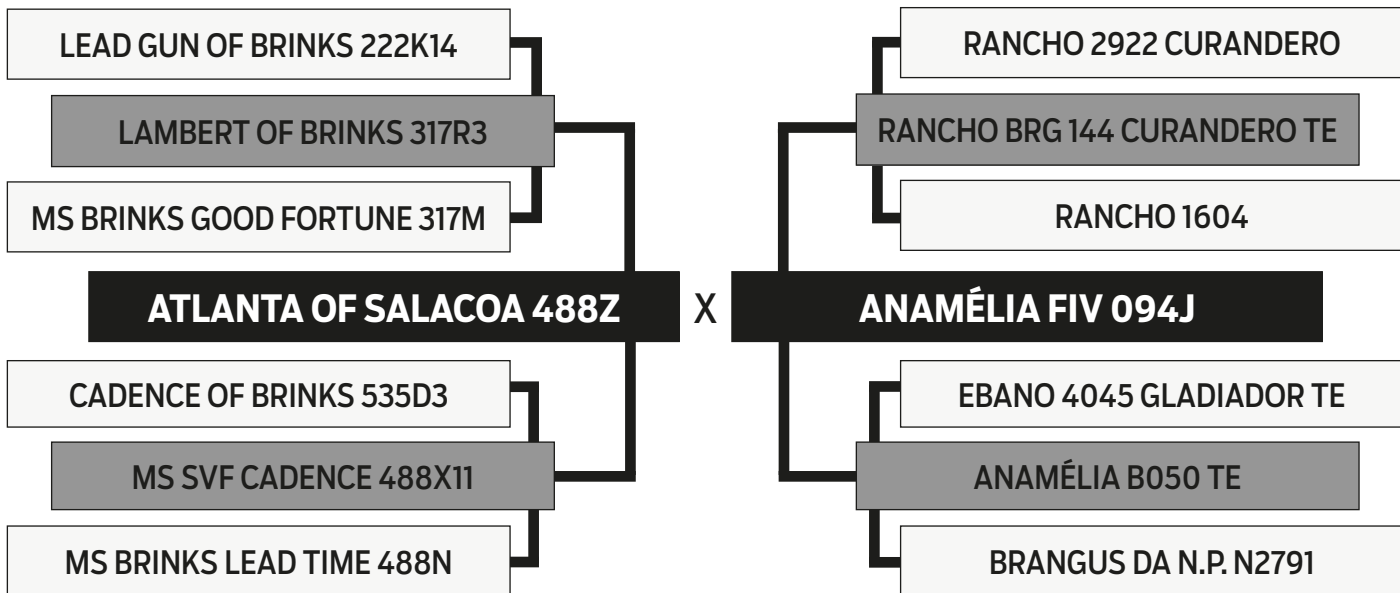 LEAD GUN OF BRINKS 222K14
LAMBERT OF BRINKS 317R3
MS BRINKS GOOD FORTUNE 317M
ATLANTA OF SALACOA 488Z
CADENCE OF BRINKS 535D3
MS SVF CADENCE 488X11
MS BRINKS LEAD TIME 488N
X
RANCHO 2922 CURANDERO
RANCHO BRG 144 CURANDERO TE
RANCHO 1604
ANAMÉLIA FIV 094J
EBANO 4045 GLADIADOR TE
ANAMÉLIA B050 TE
BRANGUS DA N.P. N2791